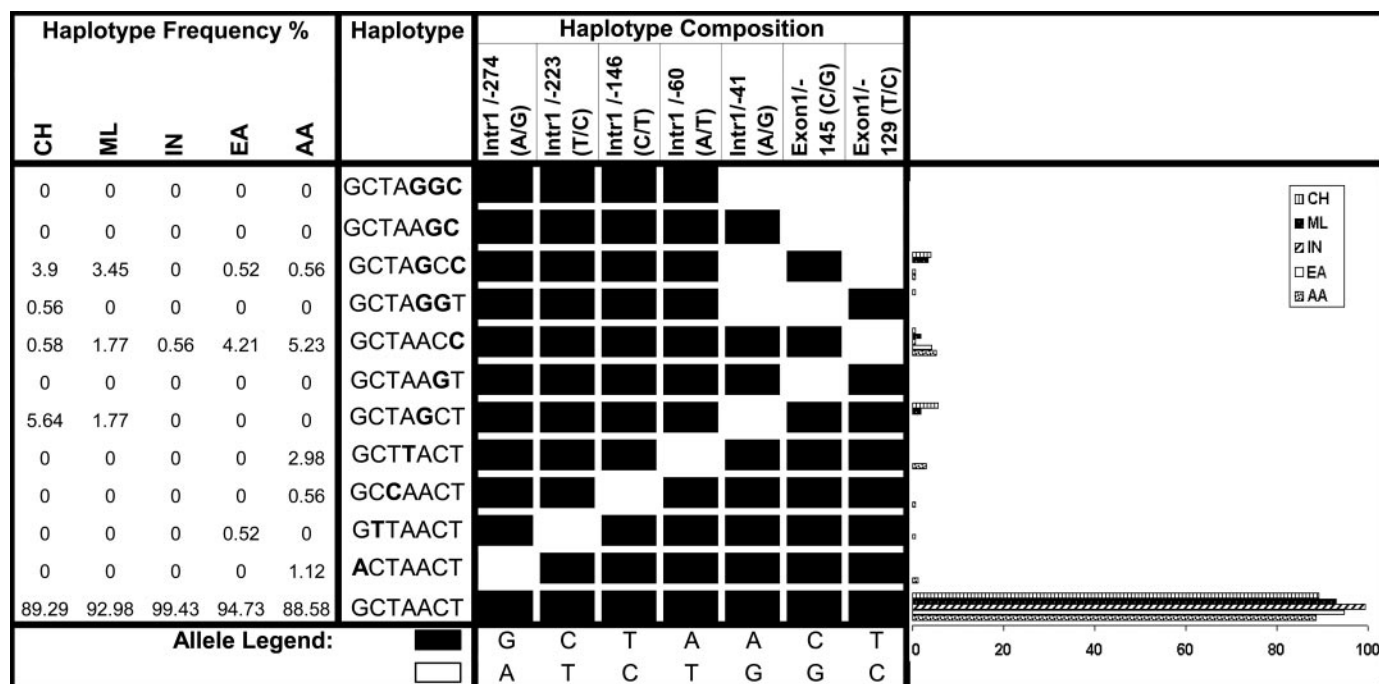 Haplotype Frequency % Haplotype Haplotype Composition
CH ML IN EA AA
Intr1 /-274 (A/G)
Intr1 /-223 (T/C)
Intr1 /-146 (C/T)
Intr1 /-60 (A/T)
Intr1/-41 (A/G)
Exon1/-145 (C/G)
Exon1/-129 (T/C)
0 0 0 0 0 GCTAGGC
0 0 0 0 0 GCTAAGC
3.9 3.45 0 0.52 0.56 GCTAGCC
0.56 0 0 0 0 GCTAGGT
0.58 1.77 0.56 4.21 5.23 GCTAACC
0 0 0 0 0 GCTAAGT
5.64 1.77 0 0 0 GCTAGCT
0 0 0 0 2.98 GCTTACT
0 0 0 0 0.56 GCCAACT
0 0 0 0.52 0 GTTAACT
0 0 0 0 1.12 ACTAACT
89.29 92.98 99.43 94.73 88.58 GCTAACT
CH
ML
IN
EA
AA
0 20 40 60 80 100
Allele Legend: G C T A A C T
A T C T G G C